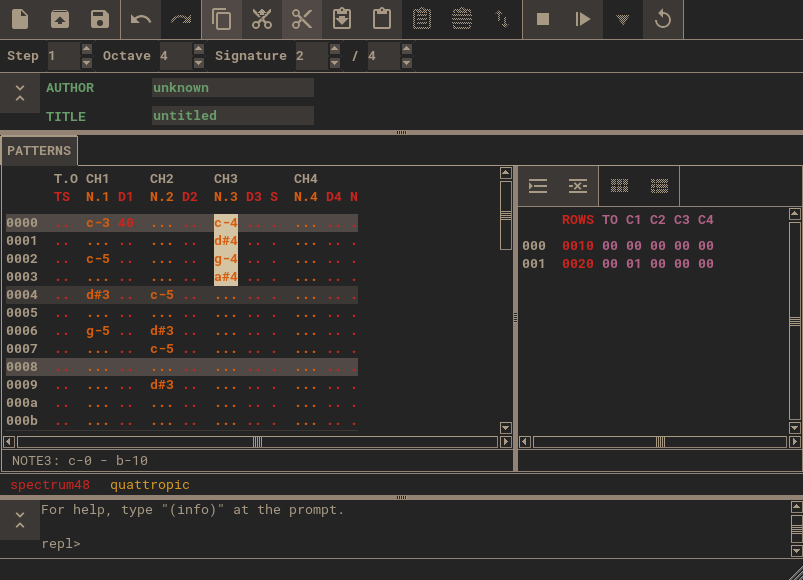 Step 1 Octave 4 Signature 2 / 4
AUTHOR unknown
TITLE untitled
PATTERNS
T.O CH1 CH2 CH3 CH4
TS N.1 D1 N.2 D2 N.3 D3 S N.4 D4 N
0000 .. c-3 40 ... .. c-4 .. . ... .. .
0001 .. ... .. ... .. d#4 .. . ... .. .
0002 .. c-5 .. ... .. g-4 .. . ... .. .
0003 .. ... .. ... .. a#4 .. . ... .. .
0004 .. d#3 .. c-5 .. ... .. . ... .. .
0005 .. ... .. ... .. ... .. . ... .. .
0006 .. g-5 .. d#3 .. ... .. . ... .. .
0007 .. ... .. c-5 .. ... .. . ... .. .
0008 .. ... .. ... .. ... .. . ... .. .
0009 .. ... .. d#3 .. ... .. . ... .. .
000a .. ... .. ... .. ... .. . ... .. .
000b .. ... .. ... .. ... .. . ... .. .
NOTE3: c-0 - b-10
ROWS TO C1 C2 C3 C4
000 0010 00 00 00 00 00
001 0020 00 01 00 00 00
spectrum48 quattropic
For help, type "(info)" at the prompt.
repl>